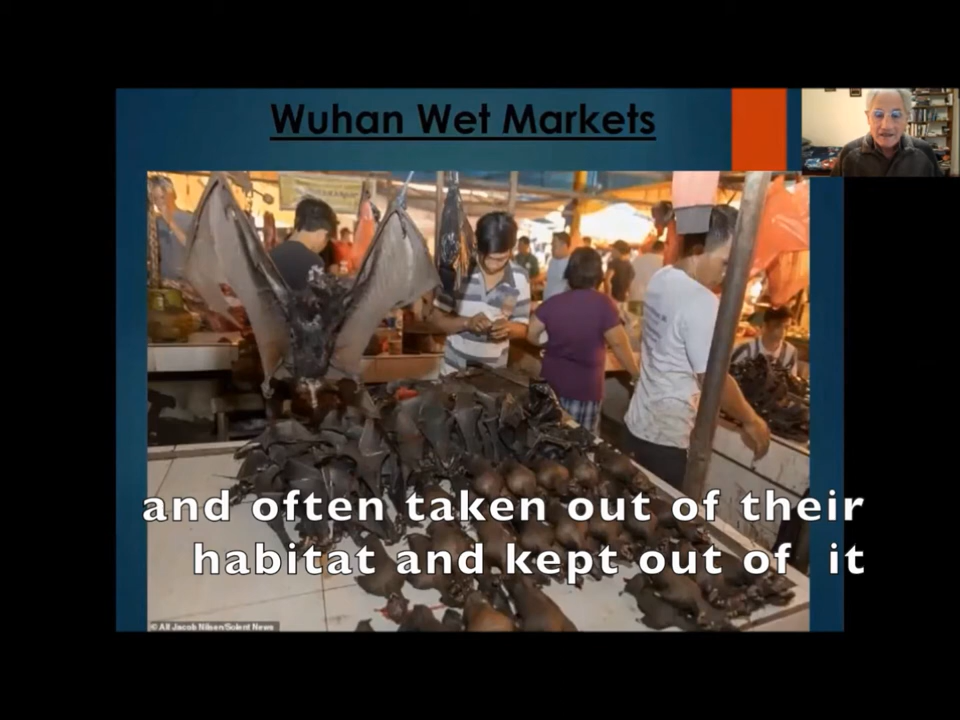 Wuhan Wet Markets
and often taken out of their
habitat and kept out of it
© Alf Jacob Nilsen/Solent News